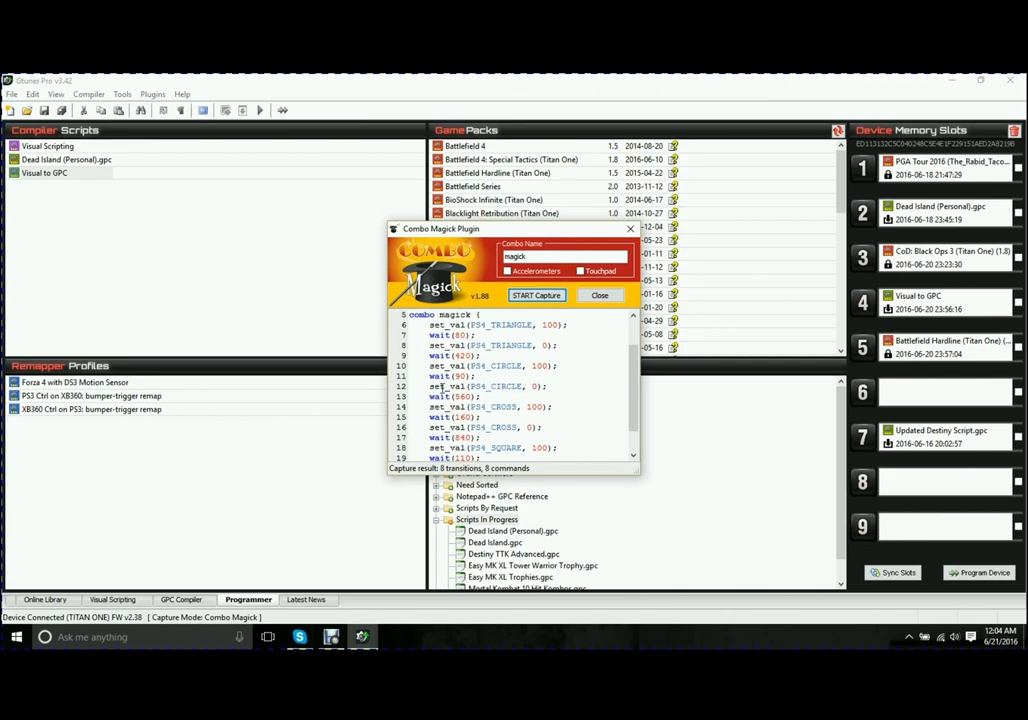 Gtuner Pro v3.42
File Edit View Compiler Tools Plugins Help
Compiler Scripts
Visual Scripting
Dead Island (Personal).gpc
Visual to GPC
GamePacks
Battlefield 4 1.5 2014-08-20
Battlefield 4: Special Tactics (Titan One) 1.8 2016-06-10
Battlefield Hardline (Titan One) 1.5 2015-04-22
Battlefield Series 2.0 2013-11-12
BioShock Infinite (Titan One) 1.0 2014-06-17
Blacklight Retribution (Titan One) 1.0 2014-10-27
Device Memory Slots
1 PGA Tour 2016 (The_Rabid_Taco...
2016-06-18 21:47:29
2 Dead Island (Personal).gpc
2016-06-18 23:45:19
3 CoD: Black Ops 3 (Titan One) (1.8)
2016-06-20 23:23:30
4 Visual to GPC
2016-06-20 23:56:16
5 Battlefield Hardline (Titan One) (...
2016-06-20 23:57:04
6
7 Updated Destiny Script.gpc
2016-06-16 20:02:57
8
9
Sync Slots Program Device
Combo Magick Plugin
COMBO
Magick
v1.88
Combo Name
magick
Accelerometers Touchpad
START Capture Close
5 combo magick {
6 set_val(PS4_TRIANGLE, 100);
7 wait(80);
8 set_val(PS4_TRIANGLE, 0);
9 wait(420);
10 set_val(PS4_CIRCLE, 100);
11 wait(90);
12 set_val(PS4_CIRCLE, 0);
13 wait(560);
14 set_val(PS4_CROSS, 100);
15 wait(160);
16 set_val(PS4_CROSS, 0);
17 wait(840);
18 set_val(PS4_SQUARE, 100);
19 wait(110);
Capture result: 8 transitions, 8 commands
Remapper Profiles
Forza 4 with DS3 Motion Sensor
PS3 Ctrl on XB360: bumper-trigger remap
XB360 Ctrl on PS3: bumper-trigger remap
Need Sorted
Notepad++ GPC Reference
Scripts By Request
Scripts In Progress
Dead Island (Personal).gpc
Dead Island.gpc
Destiny TTK Advanced.gpc
Easy MK XL Tower Warrior Trophy.gpc
Easy MK XL Trophies.gpc
Mortal Kombat 10 Hit Kombos.gpc
Online Library Visual Scripting GPC Compiler Programmer Latest News
Device Connected (TITAN ONE) FW v2.38 [ Capture Mode: Combo Magick ]
Ask me anything
12:04 AM
6/21/2016